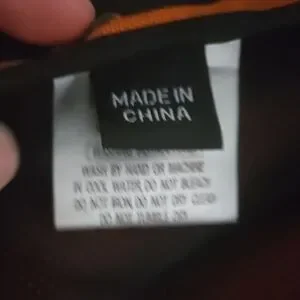 MADE IN
CHINA
WASH BY HAND OR MACHINE
IN COOL WATER, DO NOT BLEACH
DO NOT IRON, DO NOT DRY CLEAN
DO NOT TUMBLE DRY